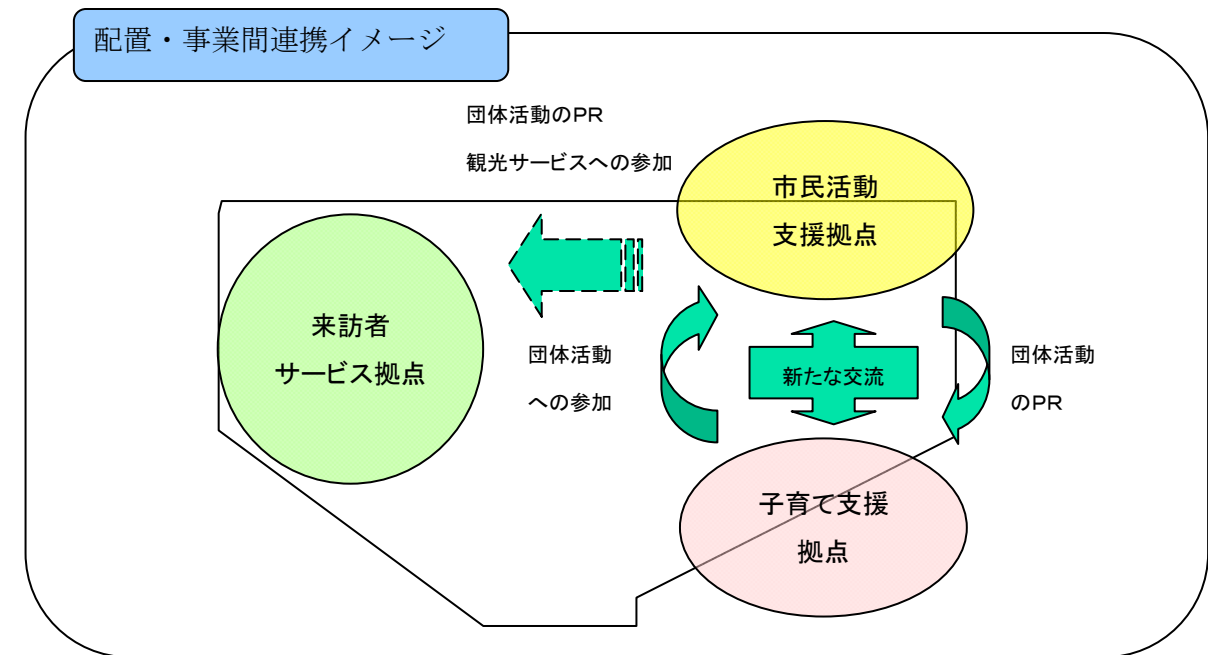 配置・事業間連携イメージ
団体活動のPR
観光サービスへの参加
市民活動
支援拠点
来訪者
サービス拠点
団体活動
への参加
新たな交流
団体活動
のPR
子育て支援
拠点